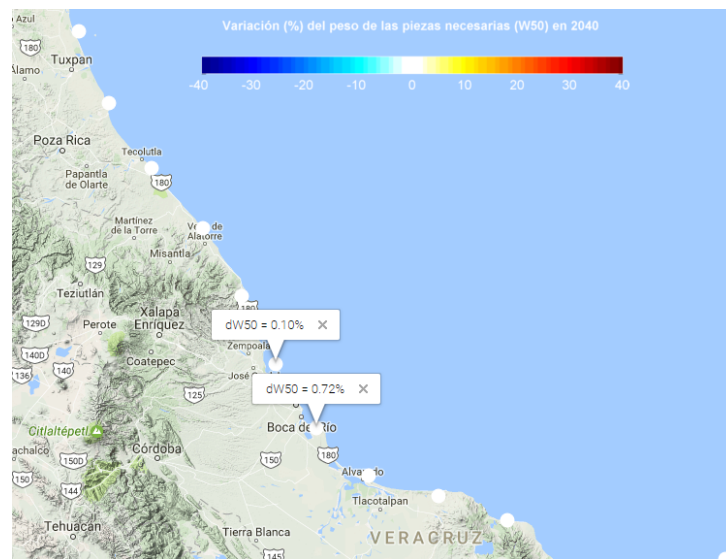 Variación (%) del peso de las piezas necesarias (W50) en 2040
-40 -30 -20 -10 0 10 20 30 40
180
Tuxpan
Álamo
Poza Rica
Tecolutla
Papantla
de Olarte
180
Martínez
de la Torre
Alatorre
Misantla
129
Teziutlán
180
129D
Perote
Xalapa
Enríquez
dW50 = 0.10%
Zempoala
140D
136
140
Coatepec
José
dW50 = 0.72%
125
Boca del Río
Citlaltépetl
150D
Córdoba
150
180
150
144
Alvarado
Tlacotalpan
Tehuacán
Tierra Blanca
VERACRUZ
145